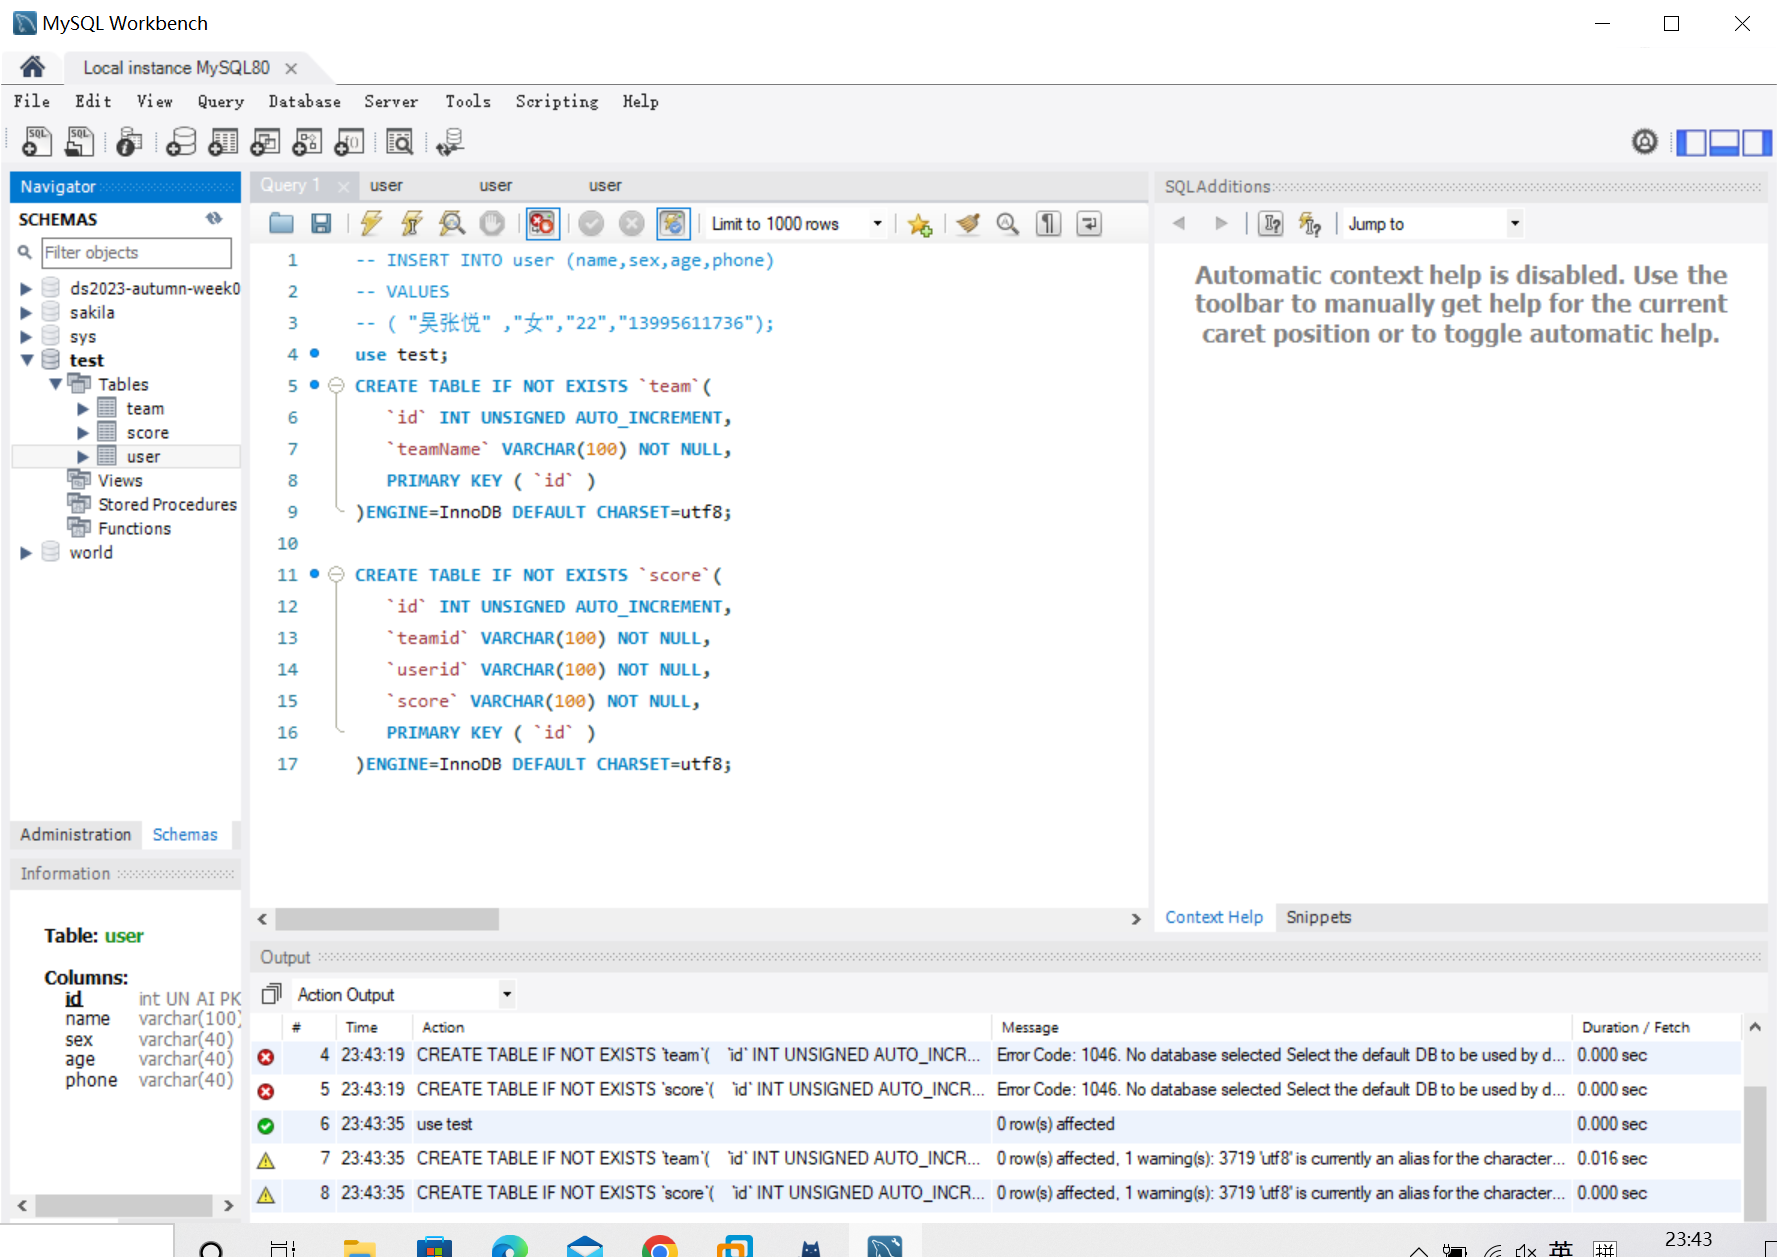 MySQL Workbench
Local instance MySQL80
File Edit View Query Database Server Tools Scripting Help
Navigator
SCHEMAS
Filter objects
ds2023-autumn-week0
sakila
sys
test
Tables
team
score
user
Views
Stored Procedures
Functions
world
Administration Schemas
Information
Table: user
Columns:
id int UN AI PK
name varchar(100)
sex varchar(40)
age varchar(40)
phone varchar(40)
Query 1 user user user
Limit to 1000 rows
1 -- INSERT INTO user (name,sex,age,phone)
2 -- VALUES
3 -- ( "吴张悦" ,"女","22","13995611736");
4 use test;
5 CREATE TABLE IF NOT EXISTS `team`(
6 `id` INT UNSIGNED AUTO_INCREMENT,
7 `teamName` VARCHAR(100) NOT NULL,
8 PRIMARY KEY ( `id` )
9 )ENGINE=InnoDB DEFAULT CHARSET=utf8;
10
11 CREATE TABLE IF NOT EXISTS `score`(
12 `id` INT UNSIGNED AUTO_INCREMENT,
13 `teamid` VARCHAR(100) NOT NULL,
14 `userid` VARCHAR(100) NOT NULL,
15 `score` VARCHAR(100) NOT NULL,
16 PRIMARY KEY ( `id` )
17 )ENGINE=InnoDB DEFAULT CHARSET=utf8;
SQLAdditions
Jump to
Automatic context help is disabled. Use the
toolbar to manually get help for the current
caret position or to toggle automatic help.
Context Help Snippets
Output
Action Output
# Time Action Message Duration / Fetch
4 23:43:19 CREATE TABLE IF NOT EXISTS `team`( `id` INT UNSIGNED AUTO_INCR... Error Code: 1046. No database selected Select the default DB to be used by d... 0.000 sec
5 23:43:19 CREATE TABLE IF NOT EXISTS `score`( `id` INT UNSIGNED AUTO_INCR... Error Code: 1046. No database selected Select the default DB to be used by d... 0.000 sec
6 23:43:35 use test 0 row(s) affected 0.000 sec
7 23:43:35 CREATE TABLE IF NOT EXISTS `team`( `id` INT UNSIGNED AUTO_INCR... 0 row(s) affected, 1 warning(s): 3719 'utf8' is currently an alias for the character... 0.016 sec
8 23:43:35 CREATE TABLE IF NOT EXISTS `score`( `id` INT UNSIGNED AUTO_INCR... 0 row(s) affected, 1 warning(s): 3719 'utf8' is currently an alias for the character... 0.000 sec
英 拼 23:43